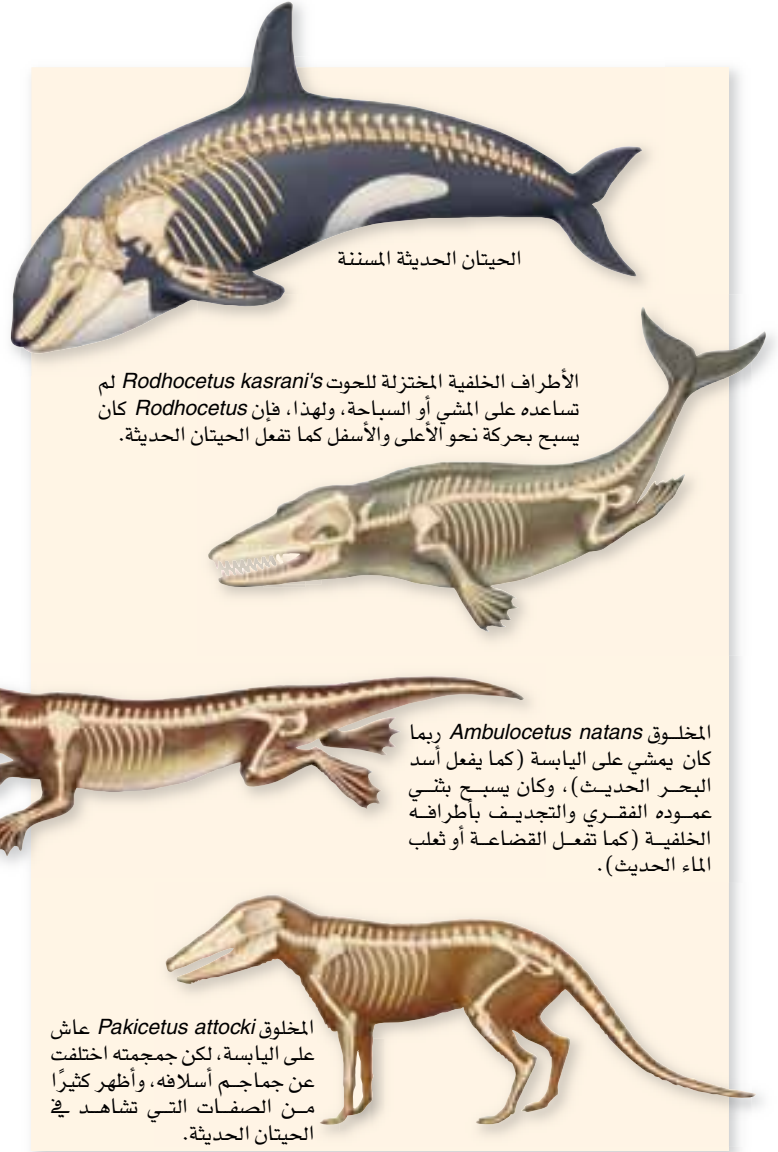 الحيتان الحديثة المسننة
الأطراف الخلفية المختزلة للحوت Rodhocetus kasrani's لم
تساعده على المشي أو السباحة، ولهذا، فإن Rodhocetus كان
يسبح بحركة نحو الأعلى والأسفل كما تفعل الحيتان الحديثة.
المخلوق Ambulocetus natans ربما
كان يمشي على اليابسة (كما يفعل أسد
البحر الحديث)، وكان يسبح بثني
عموده الفقري والتجديف بأطرافه
الخلفية (كما تفعل القضاعة أو ثعلب
الماء الحديث).
المخلوق Pakicetus attocki عاش
على اليابسة، لكن جمجمته اختلفت
عن جماجم أسلافه، وأظهر كثيرًا
من الصفات التي تشاهد في
الحيتان الحديثة.